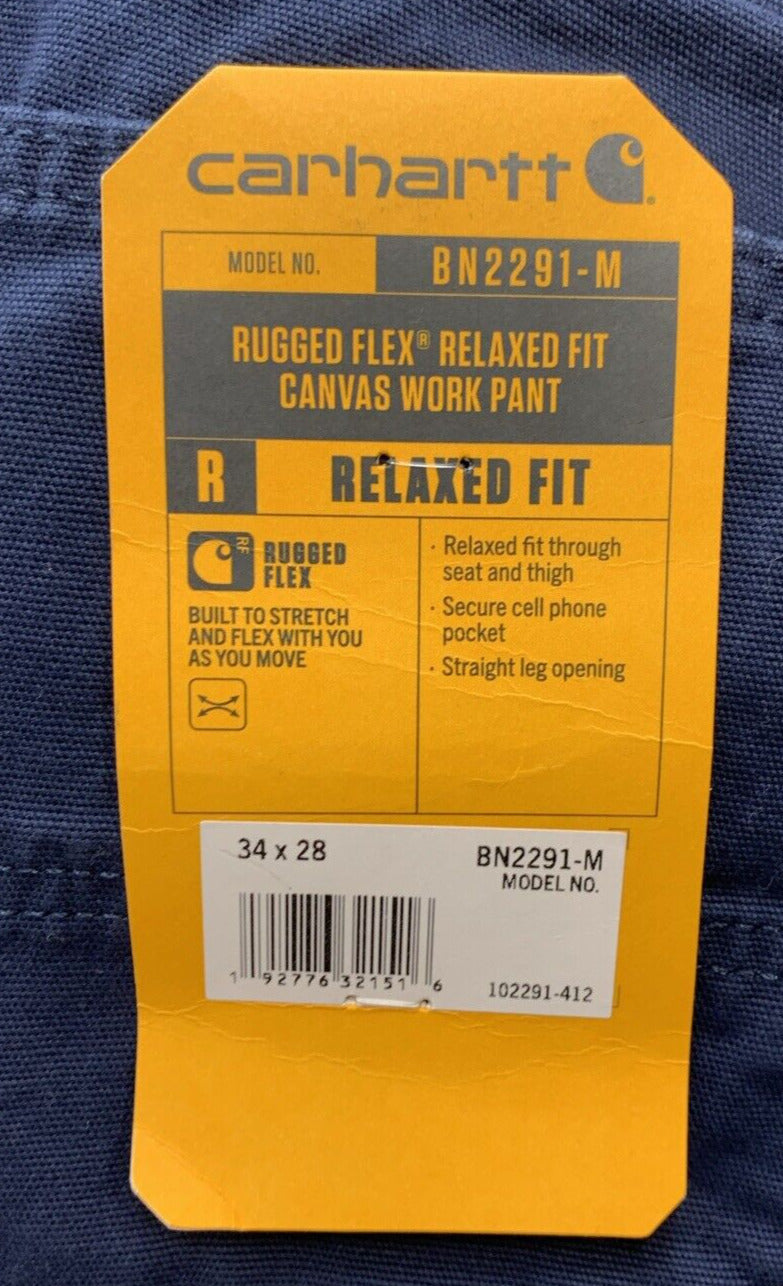 carhartt
MODEL NO. BN2291-M
RUGGED FLEX® RELAXED FIT
CANVAS WORK PANT
R RELAXED FIT
RF
RUGGED
FLEX
BUILT TO STRETCH
AND FLEX WITH YOU
AS YOU MOVE
· Relaxed fit through
seat and thigh
· Secure cell phone
pocket
· Straight leg opening
34 x 28
BN2291-M
MODEL NO.
1 92776 32151 6
102291-412